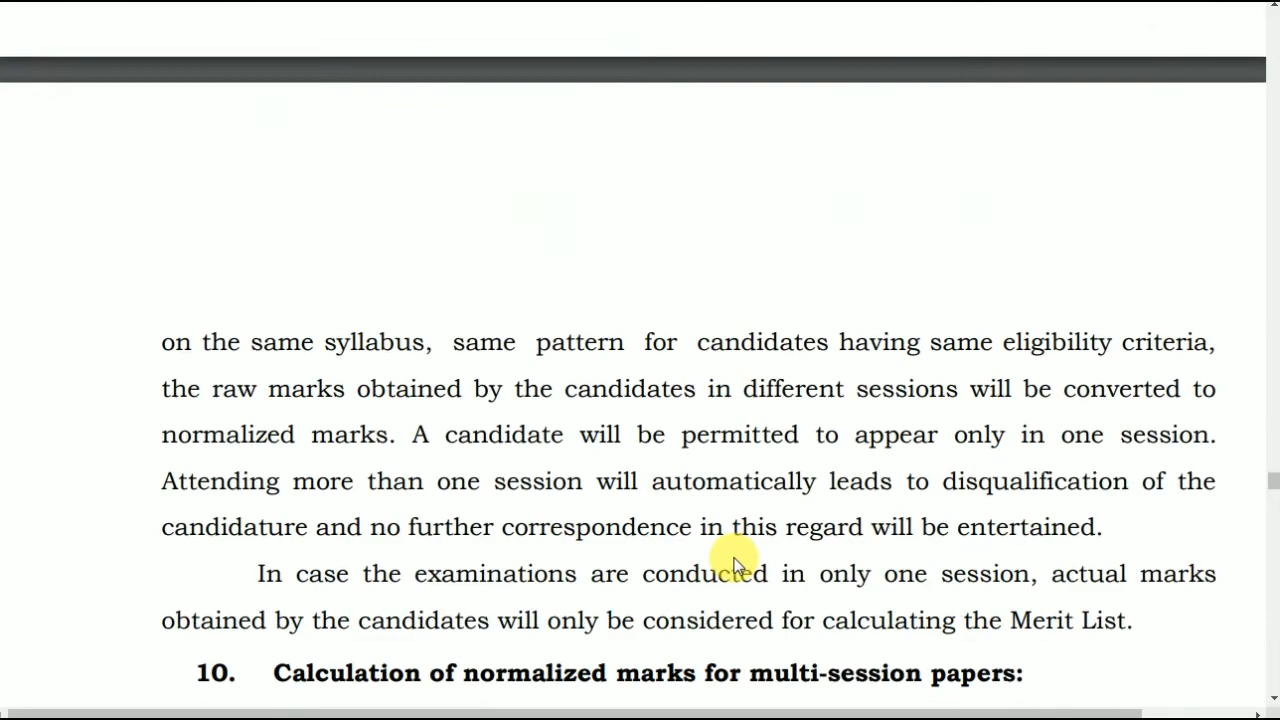 on the same syllabus, same pattern for candidates having same eligibility criteria,
the raw marks obtained by the candidates in different sessions will be converted to
normalized marks. A candidate will be permitted to appear only in one session.
Attending more than one session will automatically leads to disqualification of the
candidature and no further correspondence in this regard will be entertained.
In case the examinations are conducted in only one session, actual marks
obtained by the candidates will only be considered for calculating the Merit List.
10. Calculation of normalized marks for multi-session papers: